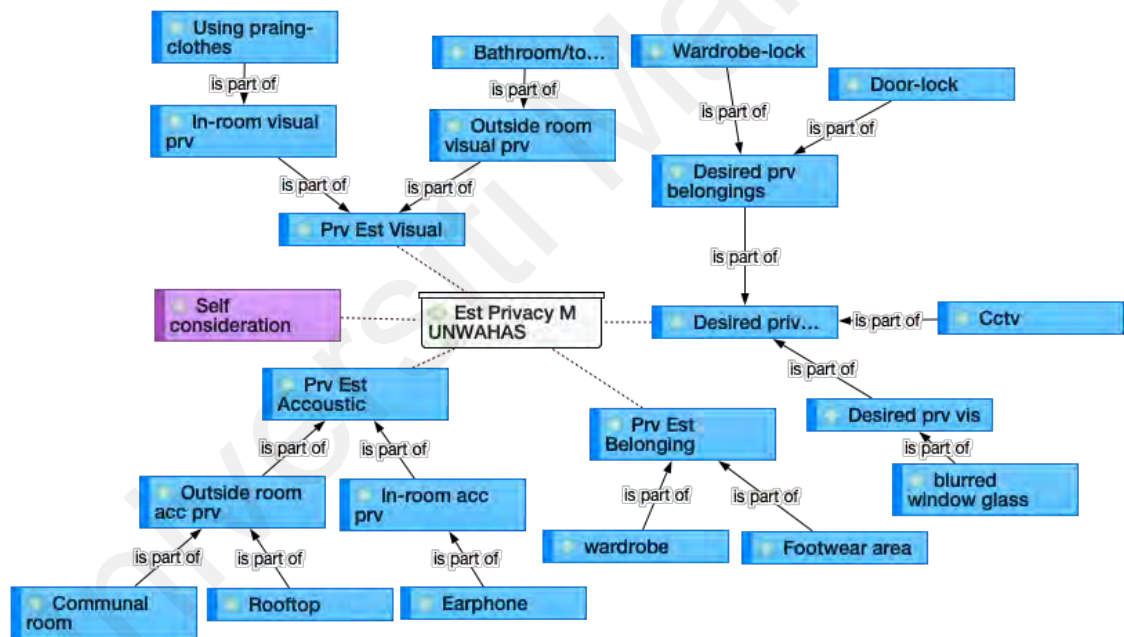 Using praing-
clothes
is part of
In-room visual
prv
is part of
Bathroom/to...
is part of
Outside room
visual prv
is part of
Prv Est Visual
Wardrobe-lock
is part of
Door-lock
is part of
Desired prv
belongings
is part of
Self
consideration
Est Privacy M
UNWAHAS
Desired priv...
is part of
Cctv
is part of
Desired prv vis
is part of
blurred
window glass
Prv Est
Accoustic
is part of
is part of
Outside room
acc prv
In-room acc
prv
is part of
is part of
is part of
Communal
room
Rooftop
Earphone
Prv Est
Belonging
is part of
is part of
wardrobe
Footwear area